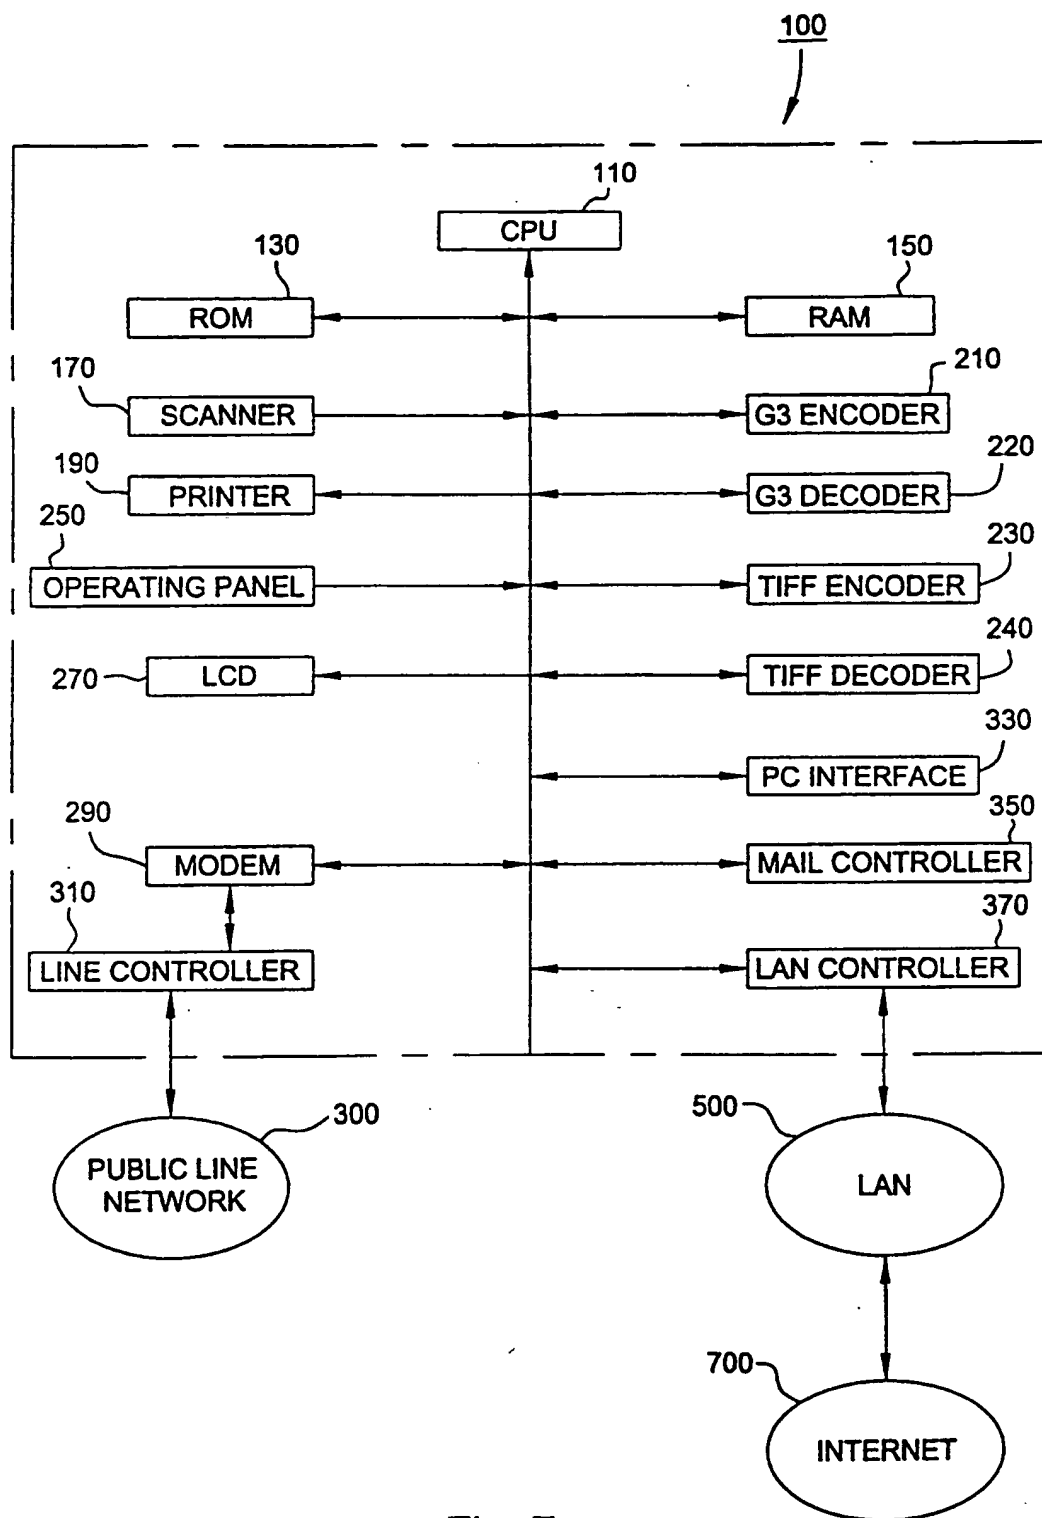 100
110
CPU
130
150
ROM
RAM
170
210
SCANNER
G3 ENCODER
190
220
PRINTER
G3 DECODER
250
230
OPERATING PANEL
TIFF ENCODER
240
270
LCD
TIFF DECODER
330
PC INTERFACE
290
350
MODEM
MAIL CONTROLLER
310
370
LINE CONTROLLER
LAN CONTROLLER
300
500
PUBLIC LINE
NETWORK
LAN
700
INTERNET